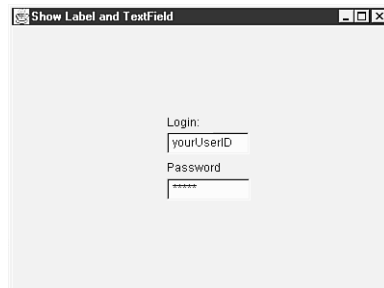 Show Label and TextField
Login:
yourUserID
Password
*****